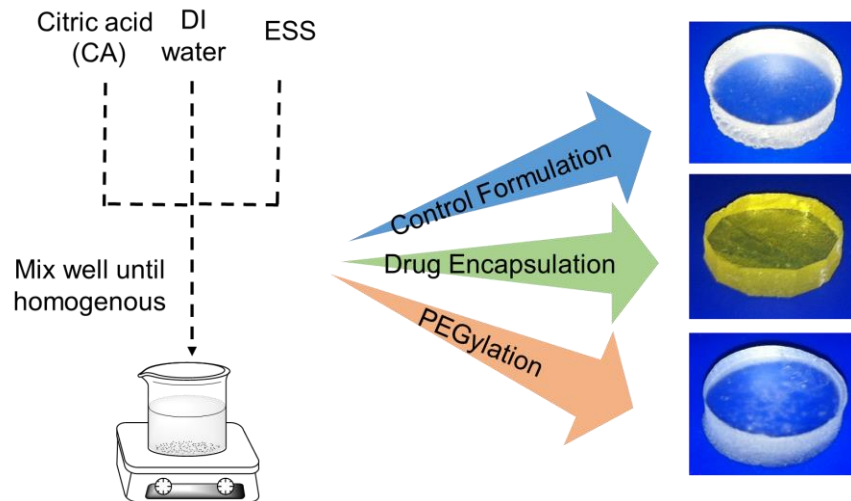 Citric acid
(CA)
DI
water
ESS
Mix well until
homogenous
Control Formulation
Drug Encapsulation
PEGylation